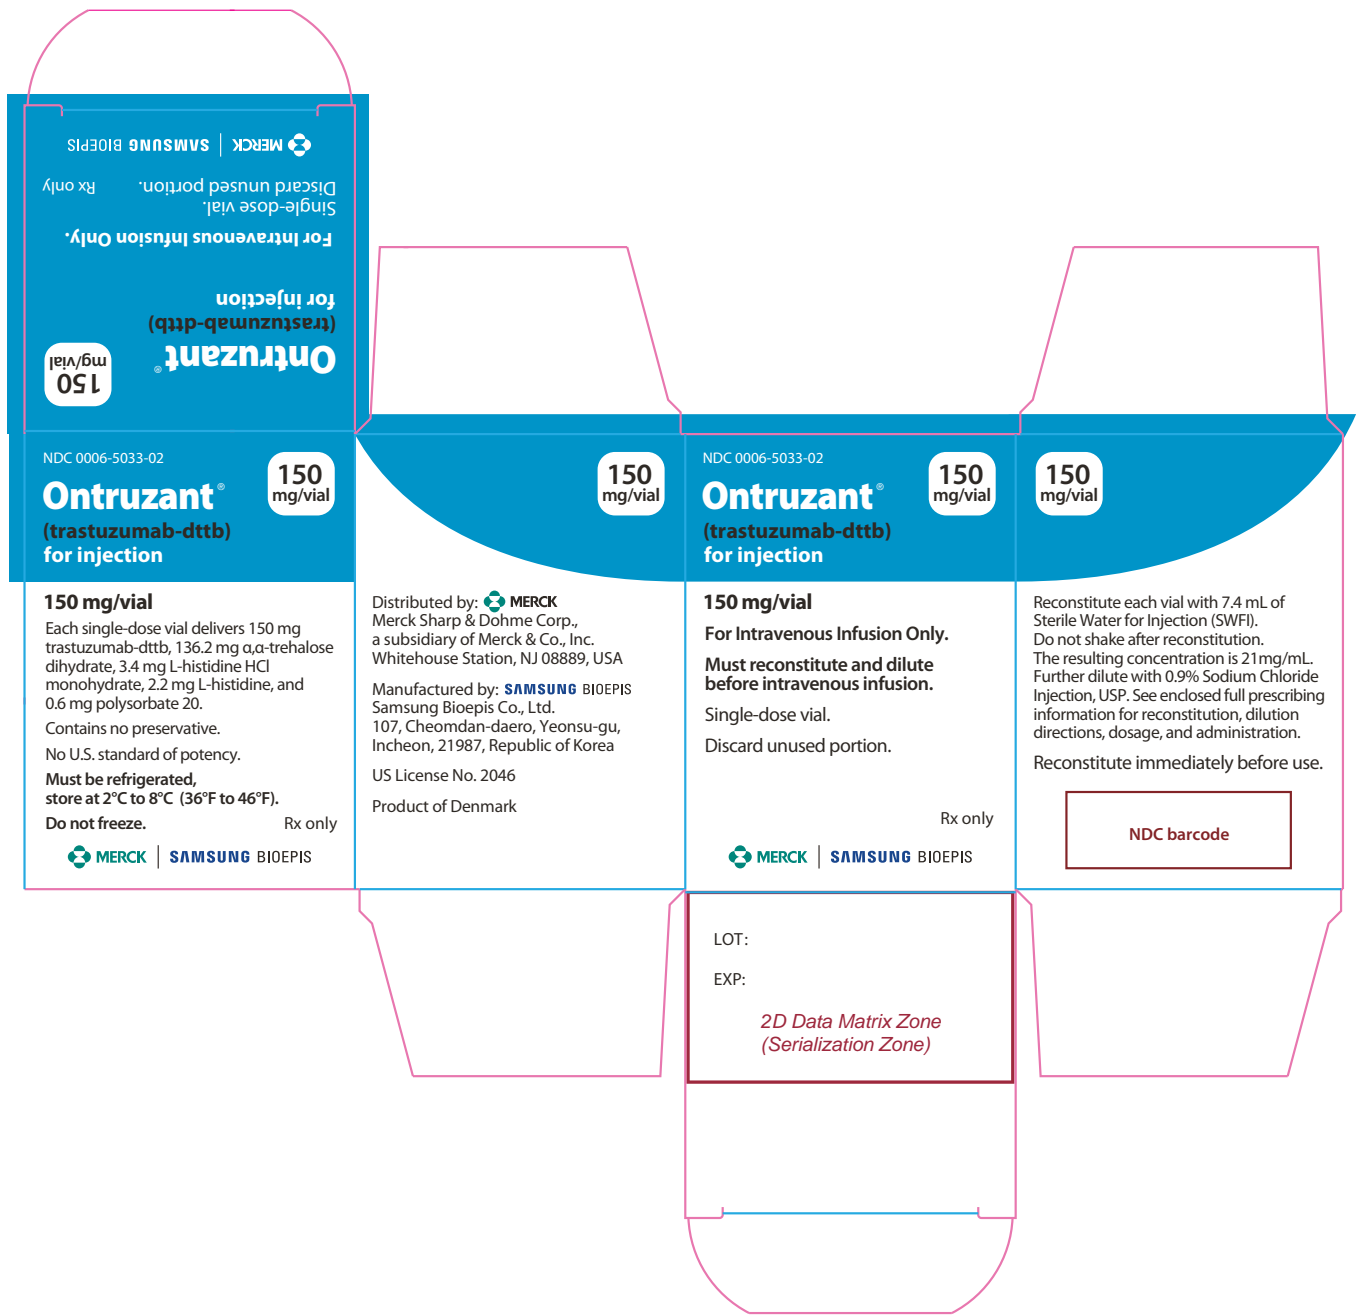 MERCK | SAMSUNG BIOEPIS
Single-dose vial.
Discard unused portion. Rx only
For Intravenous Infusion Only.
Ontruzant®
(trastuzumab-dttb)
for injection
150
mg/vial
NDC 0006-5033-02
Ontruzant®
(trastuzumab-dttb)
for injection
150
mg/vial
150 mg/vial
Each single-dose vial delivers 150 mg
trastuzumab-dttb, 136.2 mg α,α-trehalose
dihydrate, 3.4 mg L-histidine HCl
monohydrate, 2.2 mg L-histidine, and
0.6 mg polysorbate 20.
Contains no preservative.
No U.S. standard of potency.
Must be refrigerated,
store at 2°C to 8°C (36°F to 46°F).
Do not freeze. Rx only
MERCK | SAMSUNG BIOEPIS
150
mg/vial
Distributed by: MERCK
Merck Sharp & Dohme Corp.,
a subsidiary of Merck & Co., Inc.
Whitehouse Station, NJ 08889, USA
Manufactured by: SAMSUNG BIOEPIS
Samsung Bioepis Co., Ltd.
107, Cheomdan-daero, Yeonsu-gu,
Incheon, 21987, Republic of Korea
US License No. 2046
Product of Denmark
NDC 0006-5033-02
Ontruzant®
(trastuzumab-dttb)
for injection
150
mg/vial
150 mg/vial
For Intravenous Infusion Only.
Must reconstitute and dilute
before intravenous infusion.
Single-dose vial.
Discard unused portion.
Rx only
MERCK | SAMSUNG BIOEPIS
150
mg/vial
Reconstitute each vial with 7.4 mL of
Sterile Water for Injection (SWFI).
Do not shake after reconstitution.
The resulting concentration is 21mg/mL.
Further dilute with 0.9% Sodium Chloride
Injection, USP. See enclosed full prescribing
information for reconstitution, dilution
directions, dosage, and administration.
Reconstitute immediately before use.
NDC barcode
LOT:
EXP:
2D Data Matrix Zone
(Serialization Zone)